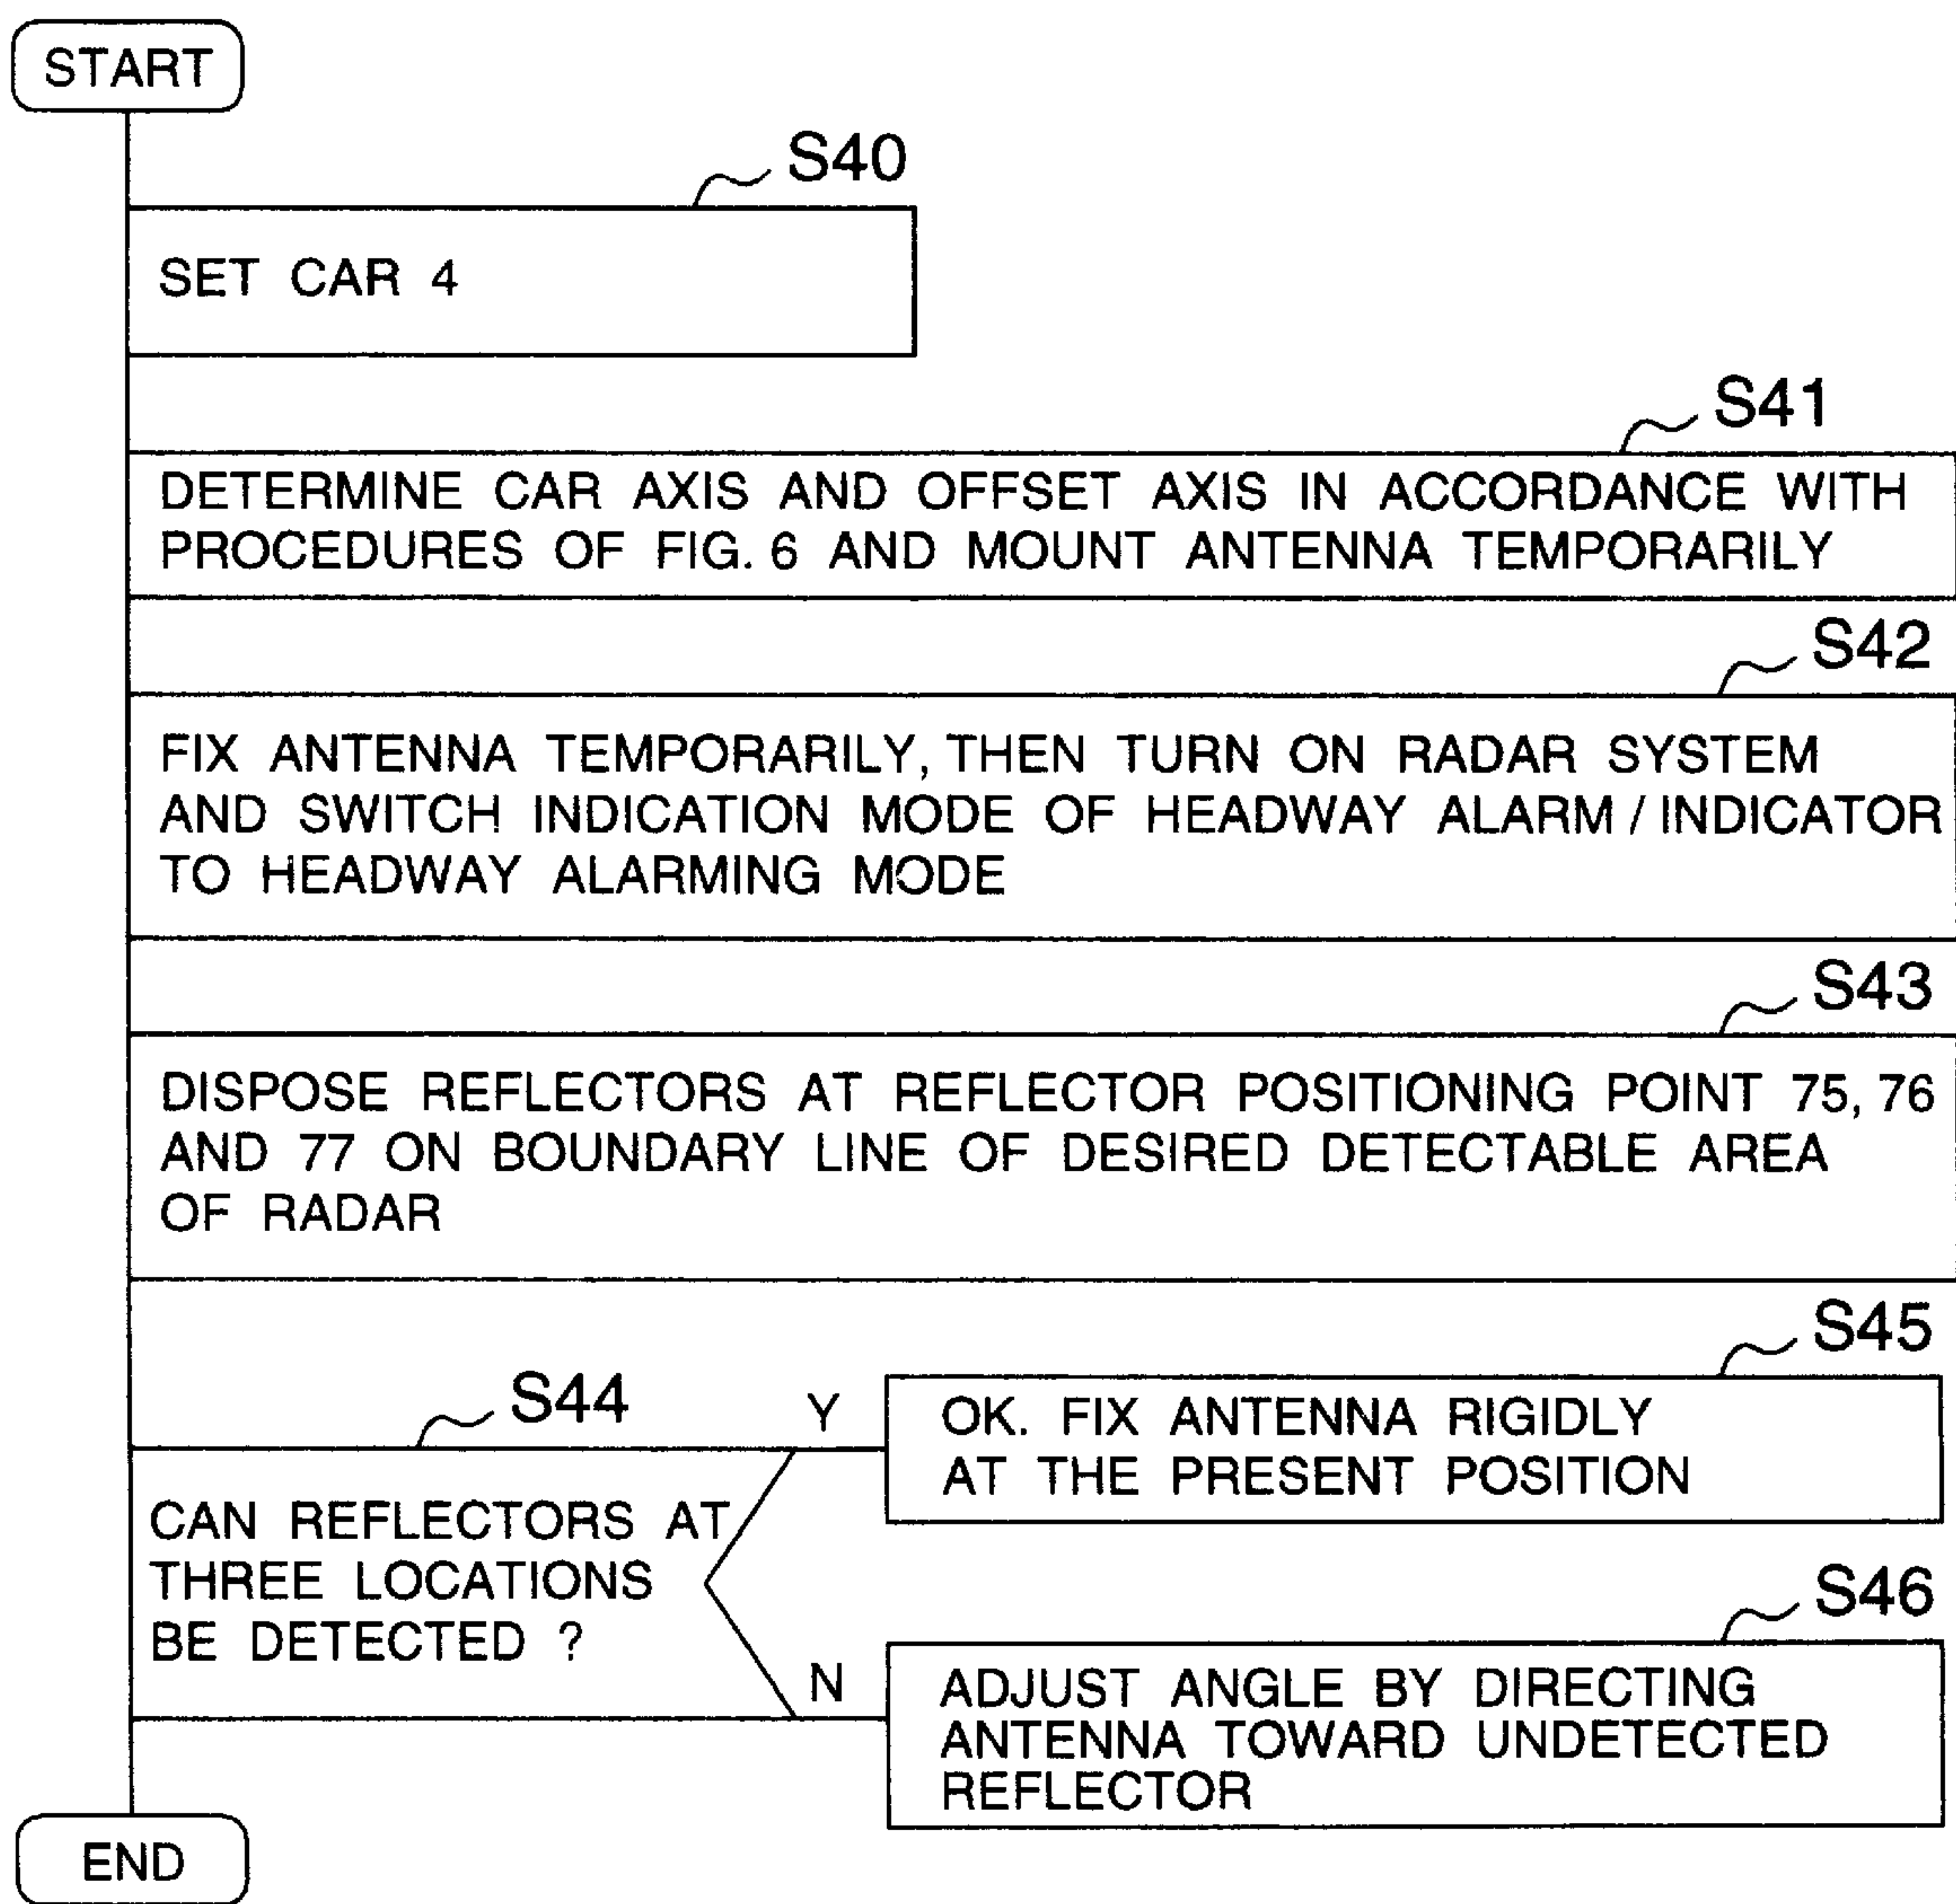 START
S40
SET CAR 4
S41
DETERMINE CAR AXIS AND OFFSET AXIS IN ACCORDANCE WITH
PROCEDURES OF FIG. 6 AND MOUNT ANTENNA TEMPORARILY
S42
FIX ANTENNA TEMPORARILY, THEN TURN ON RADAR SYSTEM
AND SWITCH INDICATION MODE OF HEADWAY ALARM / INDICATOR
TO HEADWAY ALARMING MODE
S43
DISPOSE REFLECTORS AT REFLECTOR POSITIONING POINT 75, 76
AND 77 ON BOUNDARY LINE OF DESIRED DETECTABLE AREA
OF RADAR
S44
CAN REFLECTORS AT
THREE LOCATIONS
BE DETECTED ?
Y
S45
OK. FIX ANTENNA RIGIDLY
AT THE PRESENT POSITION
N
S46
ADJUST ANGLE BY DIRECTING
ANTENNA TOWARD UNDETECTED
REFLECTOR
END